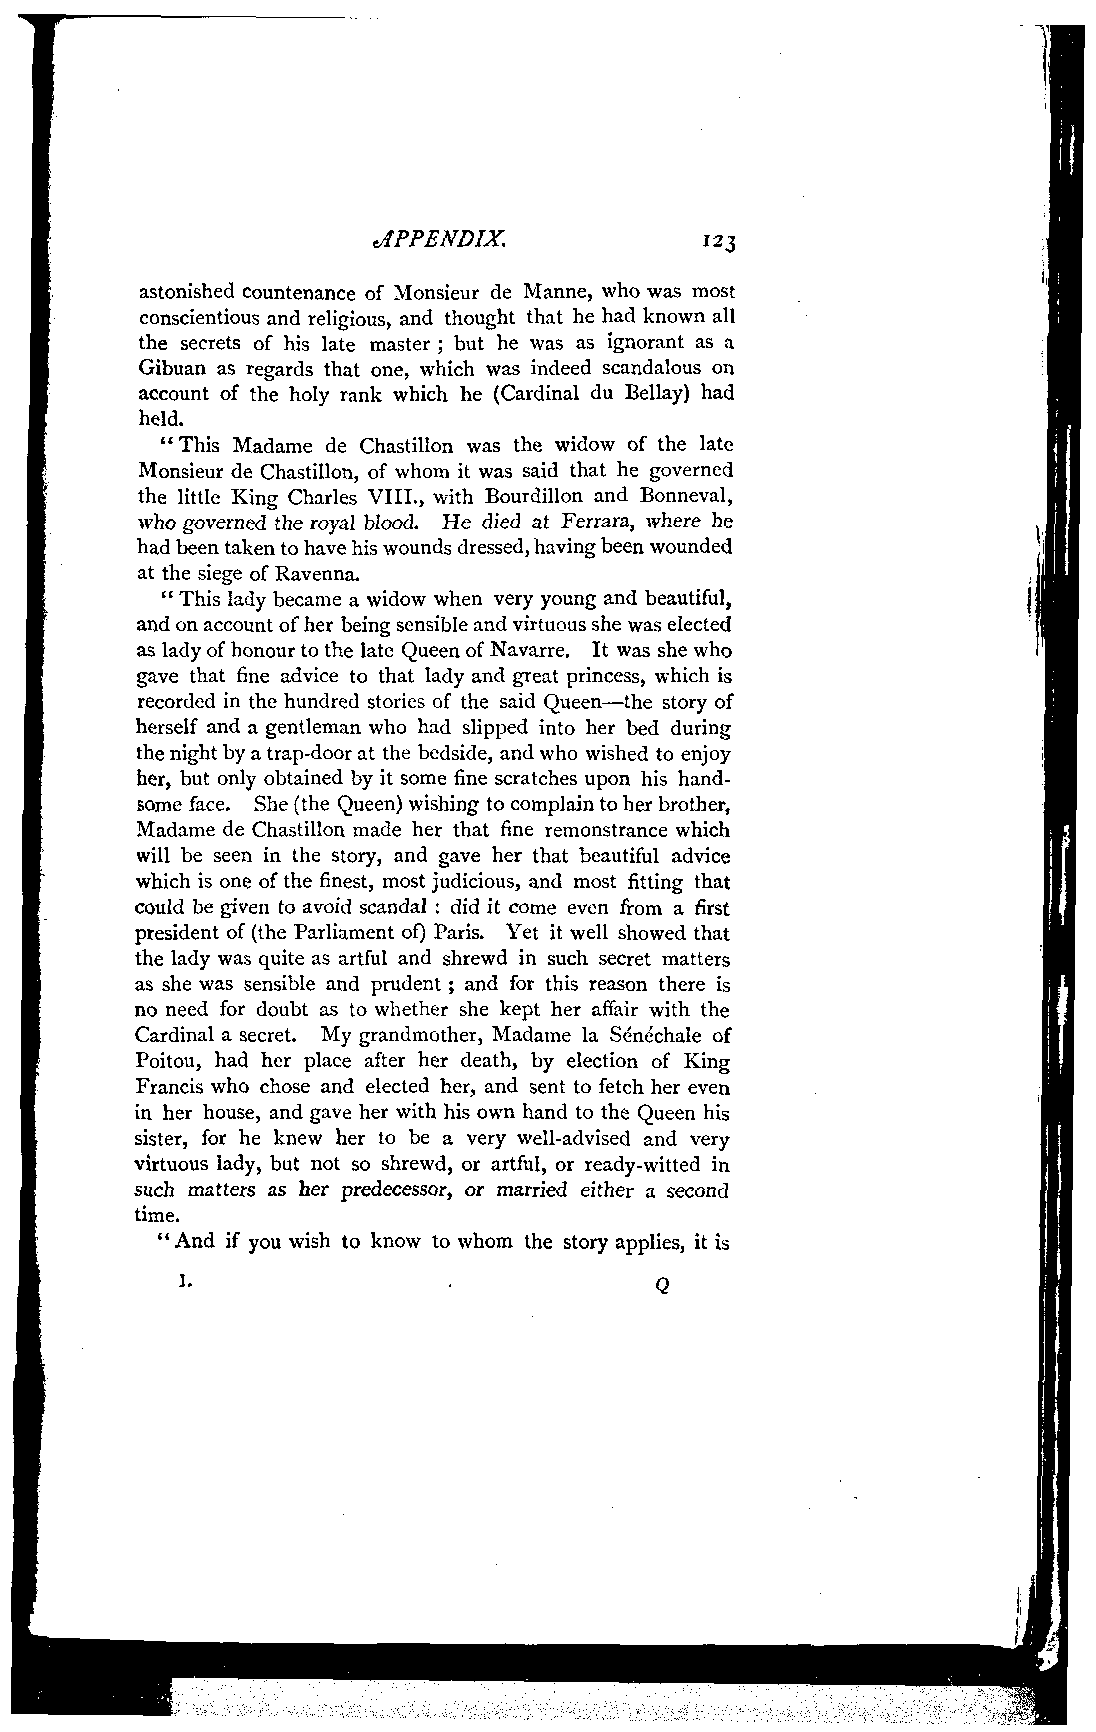 APPENDIX. 123
astonished countenance of Monsieur de Manne, who was most
conscientious and religious, and thought that he had known all
the secrets of his late master ; but he was as ignorant as a
Gibuan as regards that one, which was indeed scandalous on
account of the holy rank which he (Cardinal du Bellay) had
held.
“ This Madame de Chastillon was the widow of the late
Monsieur de Chastillon, of whom it was said that he governed
the little King Charles VIII., with Bourdillon and Bonneval,
who governed the royal blood. He died at Ferrara, where he
had been taken to have his wounds dressed, having been wounded
at the siege of Ravenna.
“ This lady became a widow when very young and beautiful,
and on account of her being sensible and virtuous she was elected
as lady of honour to the late Queen of Navarre. It was she who
gave that fine advice to that lady and great princess, which is
recorded in the hundred stories of the said Queen—the story of
herself and a gentleman who had slipped into her bed during
the night by a trap-door at the bedside, and who wished to enjoy
her, but only obtained by it some fine scratches upon his hand-
some face. She (the Queen) wishing to complain to her brother,
Madame de Chastillon made her that fine remonstrance which
will be seen in the story, and gave her that beautiful advice
which is one of the finest, most judicious, and most fitting that
could be given to avoid scandal : did it come even from a first
president of (the Parliament of) Paris. Yet it well showed that
the lady was quite as artful and shrewd in such secret matters
as she was sensible and prudent ; and for this reason there is
no need for doubt as to whether she kept her affair with the
Cardinal a secret. My grandmother, Madame la Sénéchale of
Poitou, had her place after her death, by election of King
Francis who chose and elected her, and sent to fetch her even
in her house, and gave her with his own hand to the Queen his
sister, for he knew her to be a very well-advised and very
virtuous lady, but not so shrewd, or artful, or ready-witted in
such matters as her predecessor, or married either a second
time.
“ And if you wish to know to whom the story applies, it is
I. Q